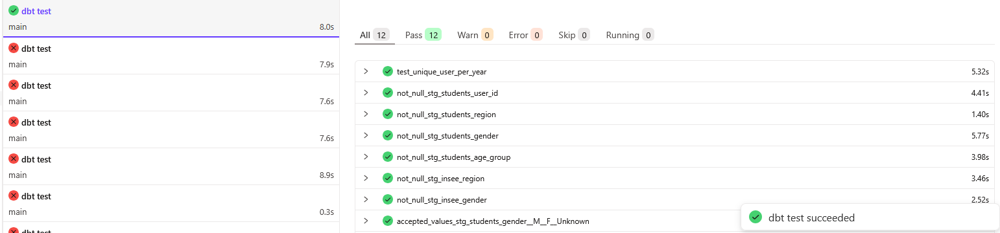 dbt test
main 8.0s
dbt test
main 7.9s
dbt test
main 7.6s
dbt test
main 7.6s
dbt test
main 8.9s
dbt test
main 0.3s
dbt test
All 12 Pass 12 Warn 0 Error 0 Skip 0 Running 0
test_unique_user_per_year 5.32s
not_null_stg_students_user_id 4.41s
not_null_stg_students_region 1.40s
not_null_stg_students_gender 5.77s
not_null_stg_students_age_group 3.98s
not_null_stg_insee_region 3.46s
not_null_stg_insee_gender 2.52s
accepted_values_stg_students_gender__M__F__Unknown
dbt test succeeded